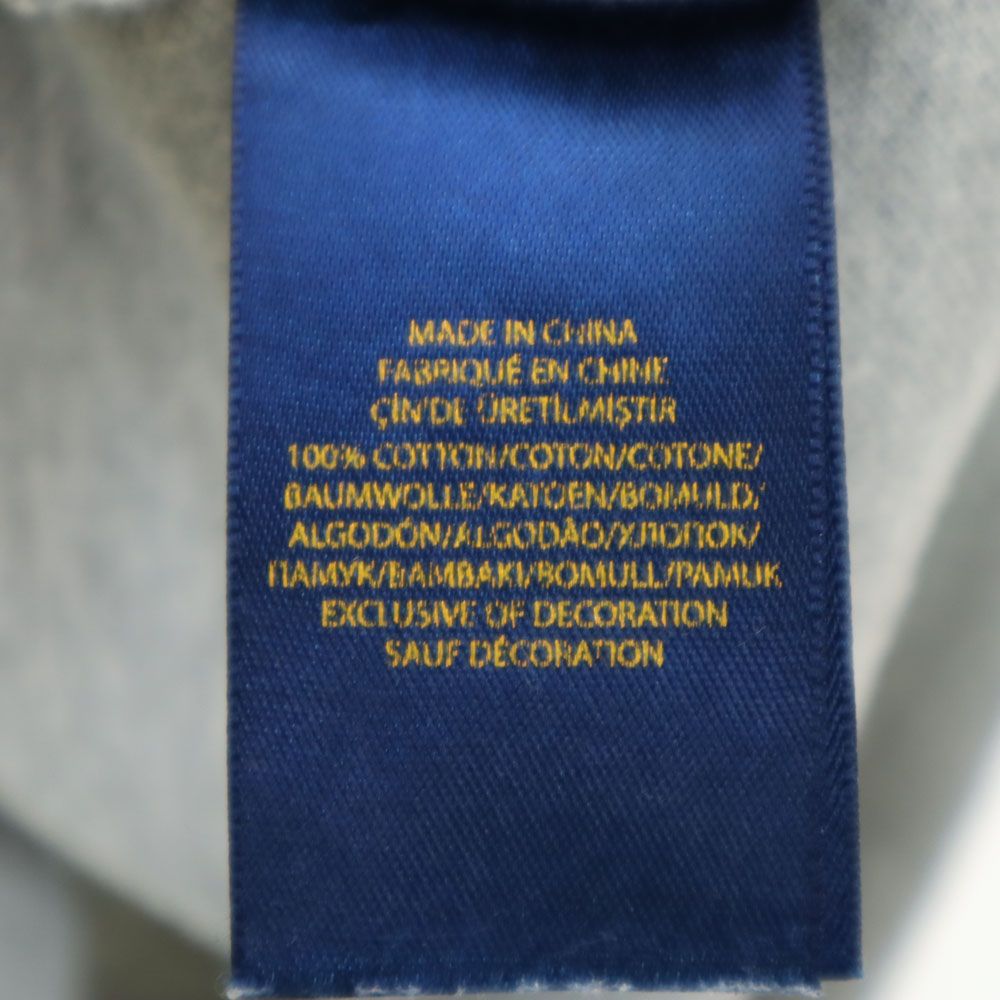 MADE IN CHINA
FABRIQUÉ EN CHINE
ÇİN'DE ÜRETİLMİŞTİR
100% COTTON/COTON/COTONE/
BAUMWOLLE/KATOEN/BOMULD/
ALGODÓN/ALGODÃO/ХЛОПОК/
ПАМУК/BAMBAKI/BOMULL/PAMUK
EXCLUSIVE OF DECORATION
SAUF DÉCORATION